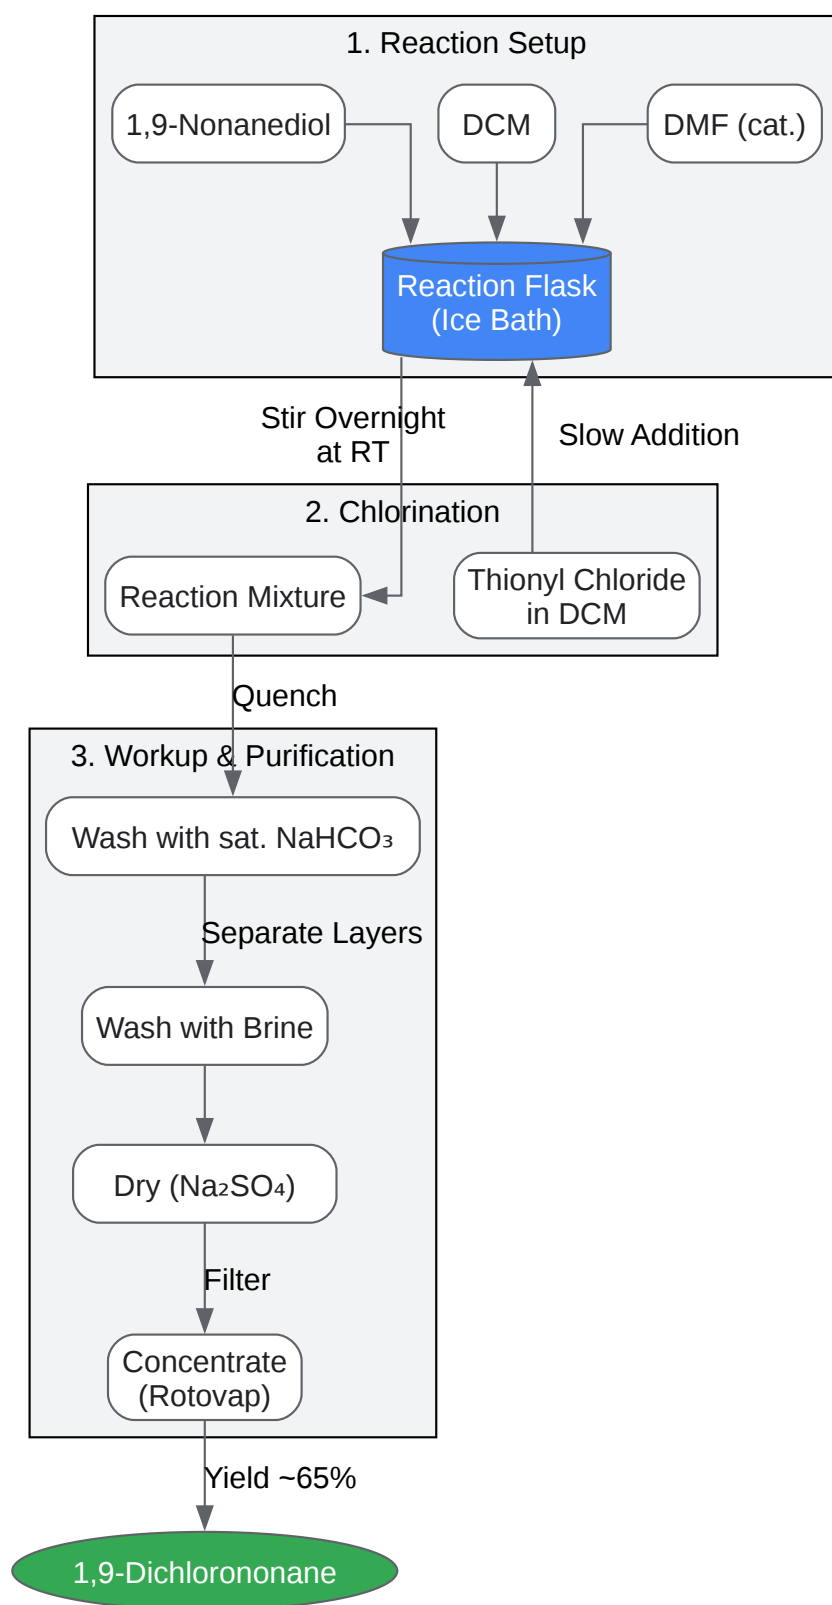 1. Reaction Setup
1,9-Nonanediol
DCM
DMF (cat.)
Reaction Flask
(Ice Bath)
Stir Overnight
at RT
Slow Addition
2. Chlorination
Reaction Mixture
Thionyl Chloride
in DCM
Quench
3. Workup & Purification
Wash with sat. NaHCO₃
Separate Layers
Wash with Brine
Dry (Na₂SO₄)
Filter
Concentrate
(Rotovap)
Yield ~65%
1,9-Dichlorononane